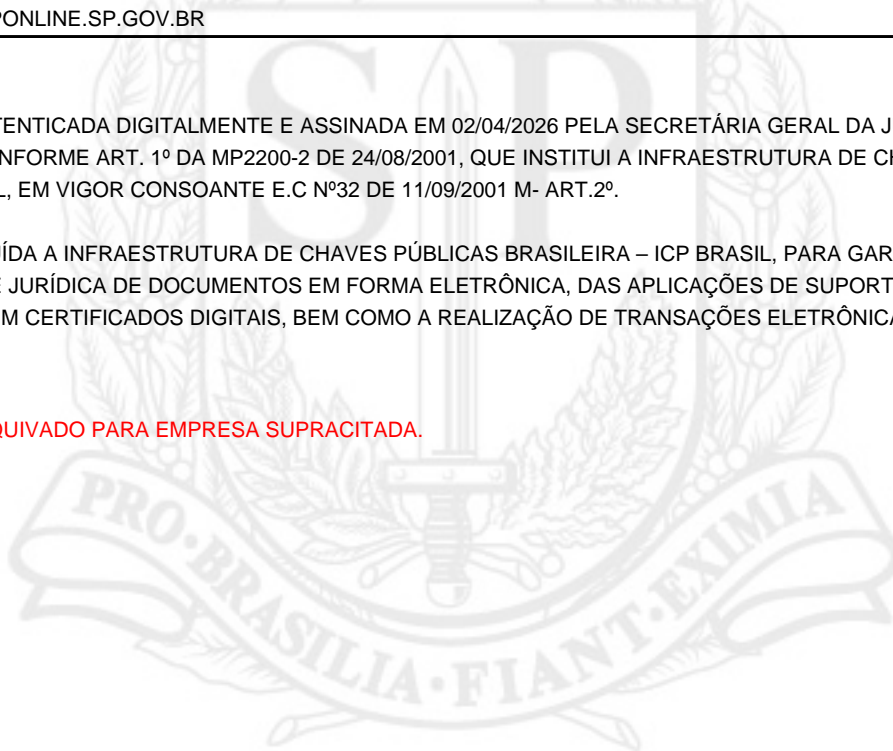 PONLINE.SP.GOV.BR
TENTICADA DIGITALMENTE E ASSINADA EM 02/04/2026 PELA SECRETÁRIA GERAL DA J
NFORME ART. 1º DA MP2200-2 DE 24/08/2001, QUE INSTITUI A INFRAESTRUTURA DE CH
L, EM VIGOR CONSOANTE E.C Nº32 DE 11/09/2001 M- ART.2º.
UÍDA A INFRAESTRUTURA DE CHAVES PÚBLICAS BRASILEIRA – ICP BRASIL, PARA GAR
E JURÍDICA DE DOCUMENTOS EM FORMA ELETRÔNICA, DAS APLICAÇÕES DE SUPORT
M CERTIFICADOS DIGITAIS, BEM COMO A REALIZAÇÃO DE TRANSAÇÕES ELETRÔNICA
QUIVADO PARA EMPRESA SUPRACITADA.
SP
PRO·BRASILIA·FIANT·EXIMIA